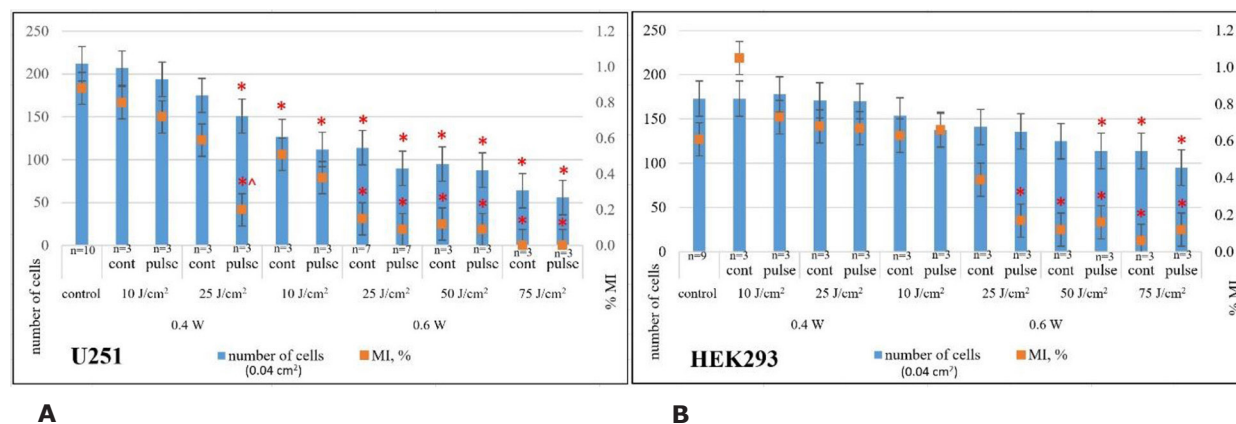 250
200
150
100
50
0
number of cells
1.2
1.0
0.8
0.6
0.4
0.2
0.0
% MI
* * * * * * * * *
*^ * * * * * *
n=10 n=3 n=3 n=3 n=3 n=3 n=3 n=7 n=7 n=3 n=3 n=3 n=3
cont pulse cont pulse cont pulse cont pulse cont pulse cont pulse
control 10 J/cm² 25 J/cm² 10 J/cm² 25 J/cm² 50 J/cm² 75 J/cm²
0.4 W 0.6 W
U251
number of cells MI, %
(0.04 cm²)
A
250
200
150
100
50
0
number of cells
1.2
1.0
0.8
0.6
0.4
0.2
0.0
% MI
* * *
* * * * *
n=9 n=3 n=3 n=3 n=3 n=3 n=3 n=3 n=3 n=3 n=3 n=3 n=3
cont pulse cont pulse cont pulse cont pulse cont pulse cont pulse
control 10 J/cm² 25 J/cm² 10 J/cm² 25 J/cm² 50 J/cm² 75 J/cm²
0.4 W 0.6 W
HEK293
number of cells MI, %
(0.04 cm²)
B